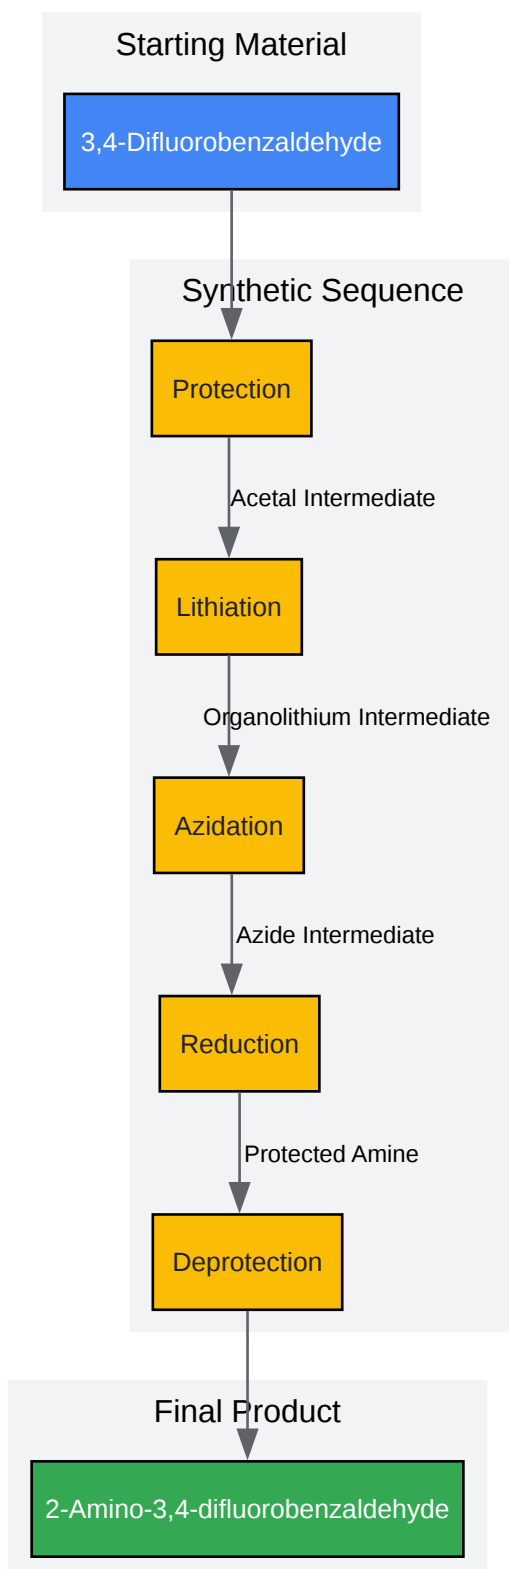 Starting Material
3,4-Difluorobenzaldehyde
Synthetic Sequence
Protection
Acetal Intermediate
Lithiation
Organolithium Intermediate
Azidation
Azide Intermediate
Reduction
Protected Amine
Deprotection
Final Product
2-Amino-3,4-difluorobenzaldehyde